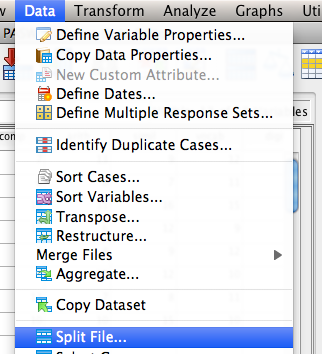 Data Transform Analyze Graphs
PA
Define Variable Properties...
Copy Data Properties...
New Custom Attribute...
Define Dates...
Define Multiple Response Sets...
Identify Duplicate Cases...
Sort Cases...
Sort Variables...
Transpose...
Restructure...
Merge Files
Aggregate...
Copy Dataset
Split File...